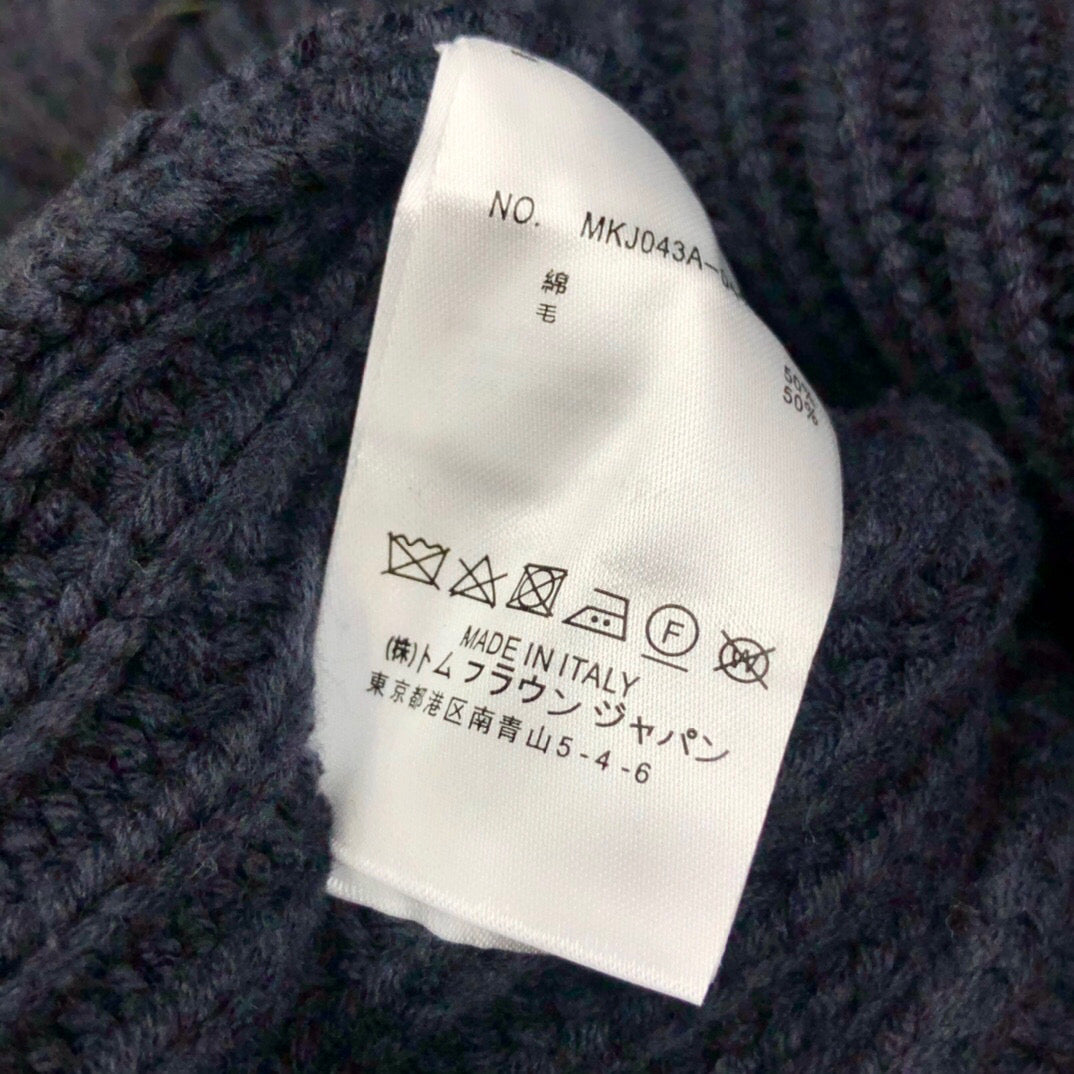 NO. MKJ043A-
綿 50%
毛 50%
F
W
MADE IN ITALY
(株)トム ブラウン ジャパン
東京都港区南青山5-4-6